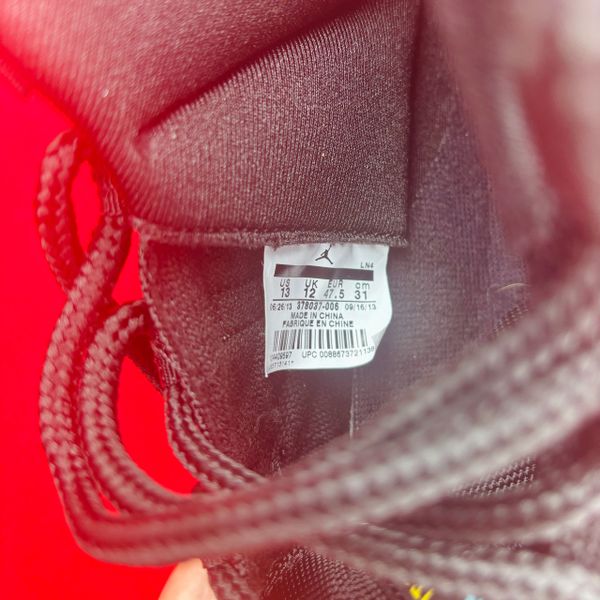 LN4
US UK EUR cm
13 12 47.5 31
06/26/13 378037-006 09/16/13
MADE IN CHINA
FABRIQUE EN CHINE
UPC 00885737211